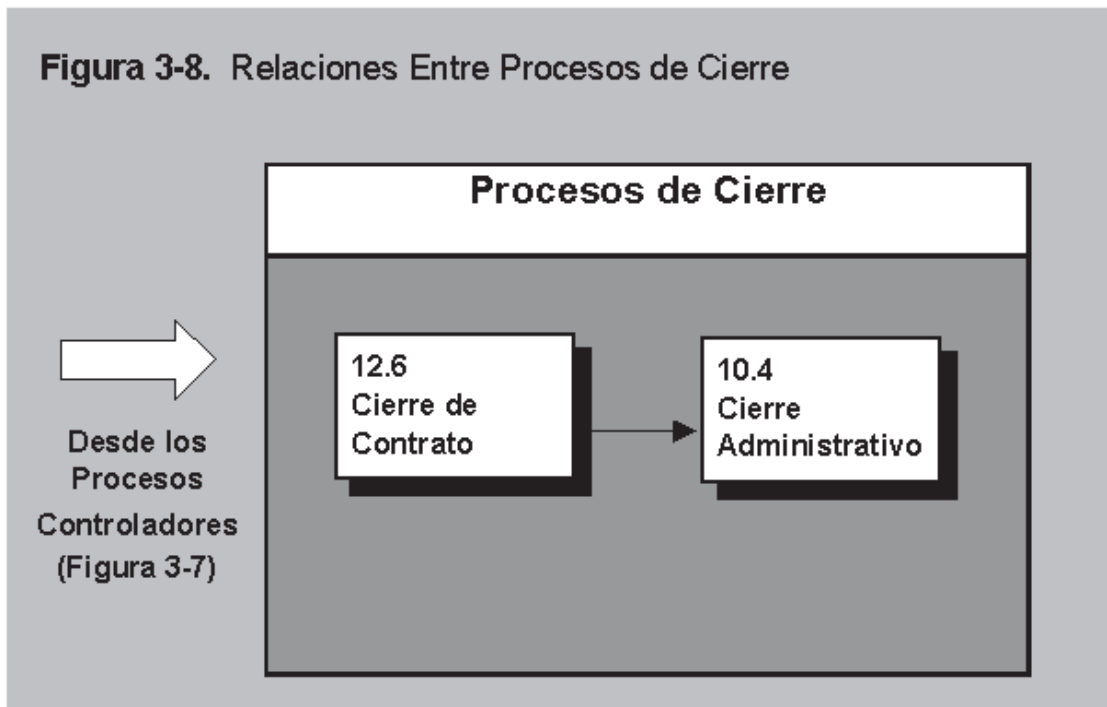 Figura 3-8. Relaciones Entre Procesos de Cierre
Procesos de Cierre
Desde los
Procesos
Controladores
(Figura 3-7)
12.6
Cierre de
Contrato
10.4
Cierre
Administrativo